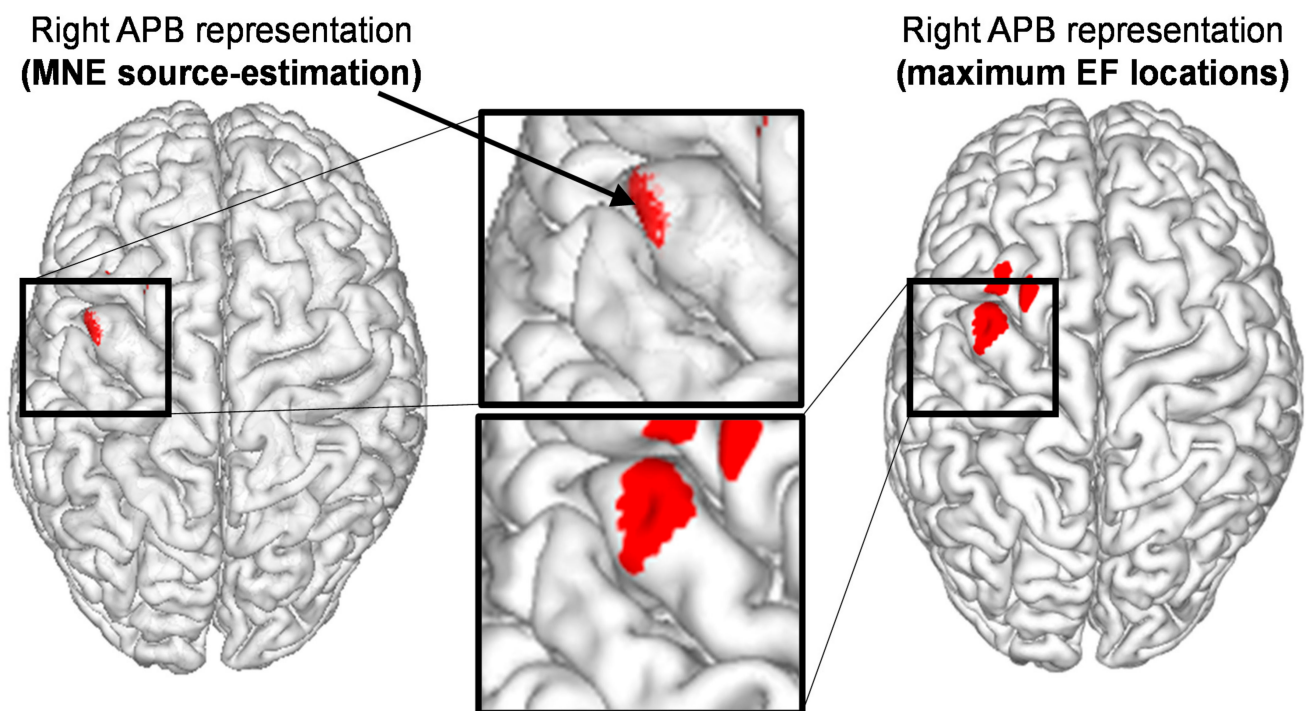 Right APB representation
(MNE source-estimation)
Right APB representation
(maximum EF locations)